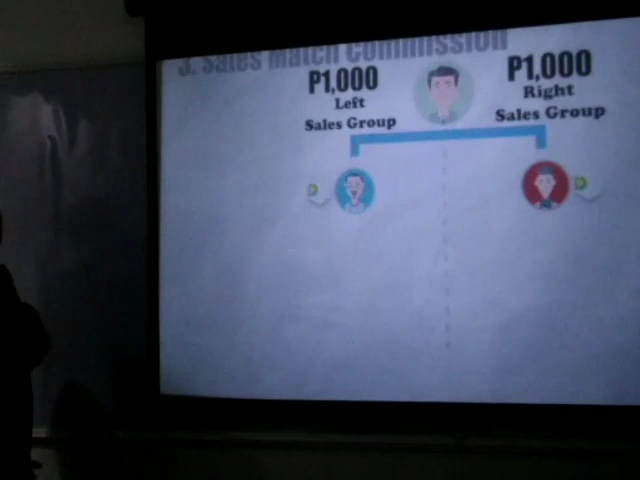 3. Sales Match Commission
P1,000
Left
Sales Group
P1,000
Right
Sales Group
D
D